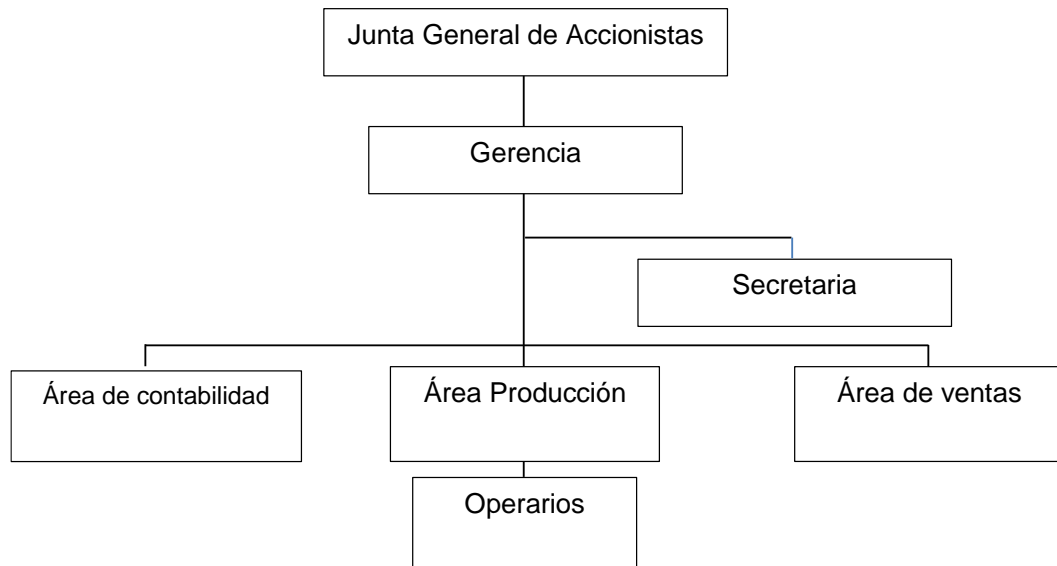 Junta General de Accionistas
Gerencia
Secretaria
Área de contabilidad
Área Producción
Área de ventas
Operarios